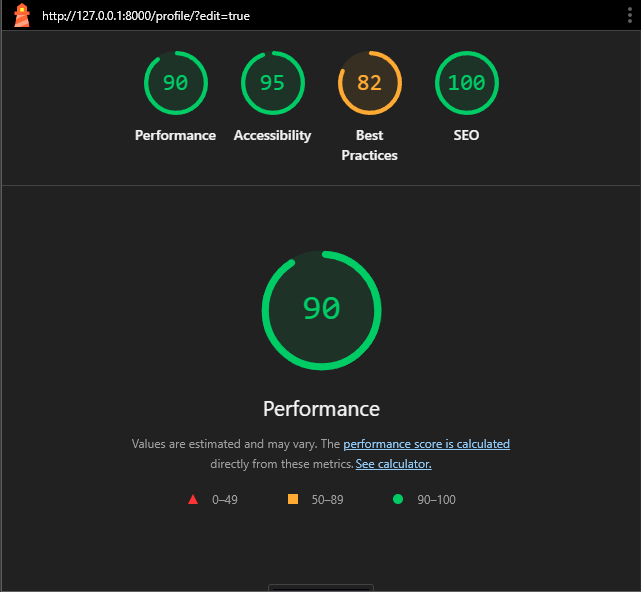 http://127.0.0.1:8000/profile/?edit=true
90 95 82 100
Performance Accessibility Best Practices SEO
90
Performance
Values are estimated and may vary. The performance score is calculated
directly from these metrics. See calculator.
0–49 50–89 90–100